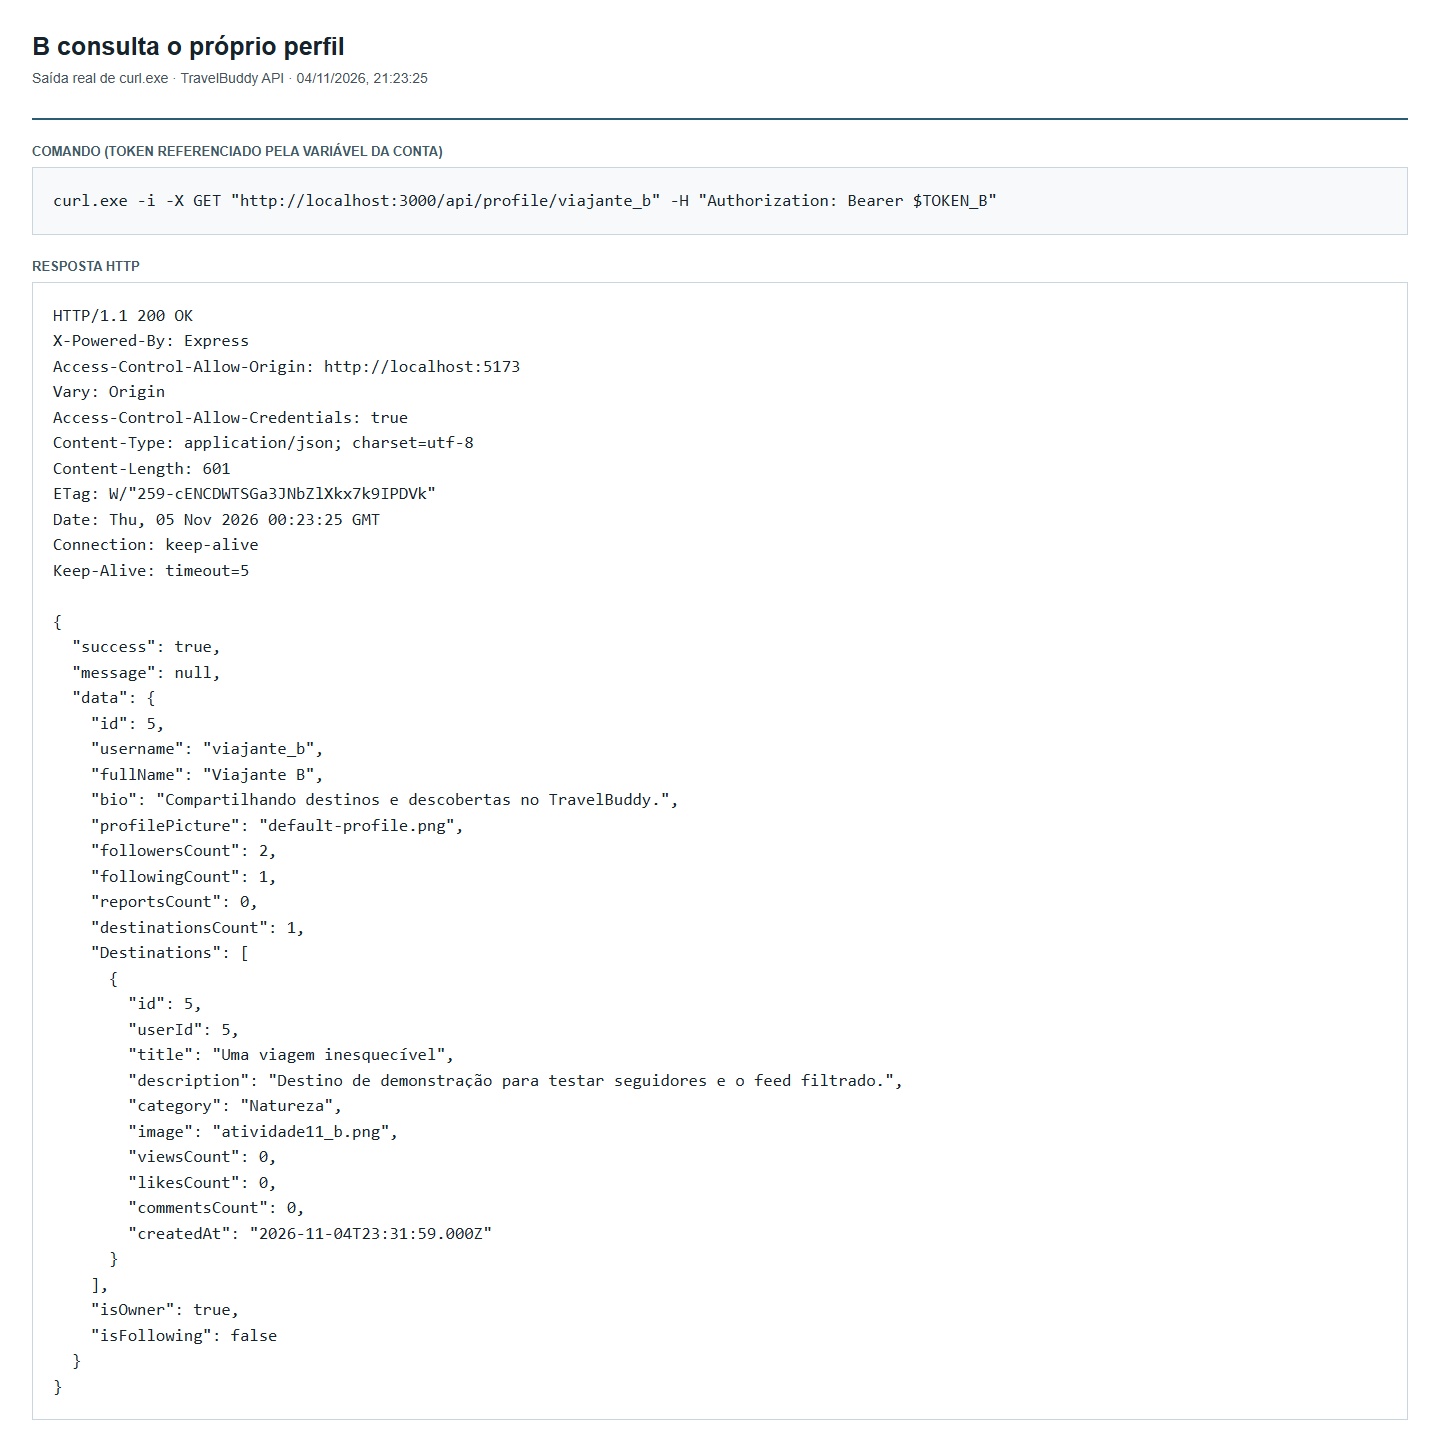 B consulta o próprio perfil
Saída real de curl.exe · TravelBuddy API · 04/11/2026, 21:23:25
COMANDO (TOKEN REFERENCIADO PELA VARIÁVEL DA CONTA)
curl.exe -i -X GET "http://localhost:3000/api/profile/viajante_b" -H "Authorization: Bearer $TOKEN_B"
RESPOSTA HTTP
HTTP/1.1 200 OK
X-Powered-By: Express
Access-Control-Allow-Origin: http://localhost:5173
Vary: Origin
Access-Control-Allow-Credentials: true
Content-Type: application/json; charset=utf-8
Content-Length: 601
ETag: W/"259-cENCDWTSGa3JNbZlXkx7k9IPDVk"
Date: Thu, 05 Nov 2026 00:23:25 GMT
Connection: keep-alive
Keep-Alive: timeout=5
{
  "success": true,
  "message": null,
  "data": {
    "id": 5,
    "username": "viajante_b",
    "fullName": "Viajante B",
    "bio": "Compartilhando destinos e descobertas no TravelBuddy.",
    "profilePicture": "default-profile.png",
    "followersCount": 2,
    "followingCount": 1,
    "reportsCount": 0,
    "destinationsCount": 1,
    "Destinations": [
      {
        "id": 5,
        "userId": 5,
        "title": "Uma viagem inesquecível",
        "description": "Destino de demonstração para testar seguidores e o feed filtrado.",
        "category": "Natureza",
        "image": "atividade11_b.png",
        "viewsCount": 0,
        "likesCount": 0,
        "commentsCount": 0,
        "createdAt": "2026-11-04T23:31:59.000Z"
      }
    ],
    "isOwner": true,
    "isFollowing": false
  }
}